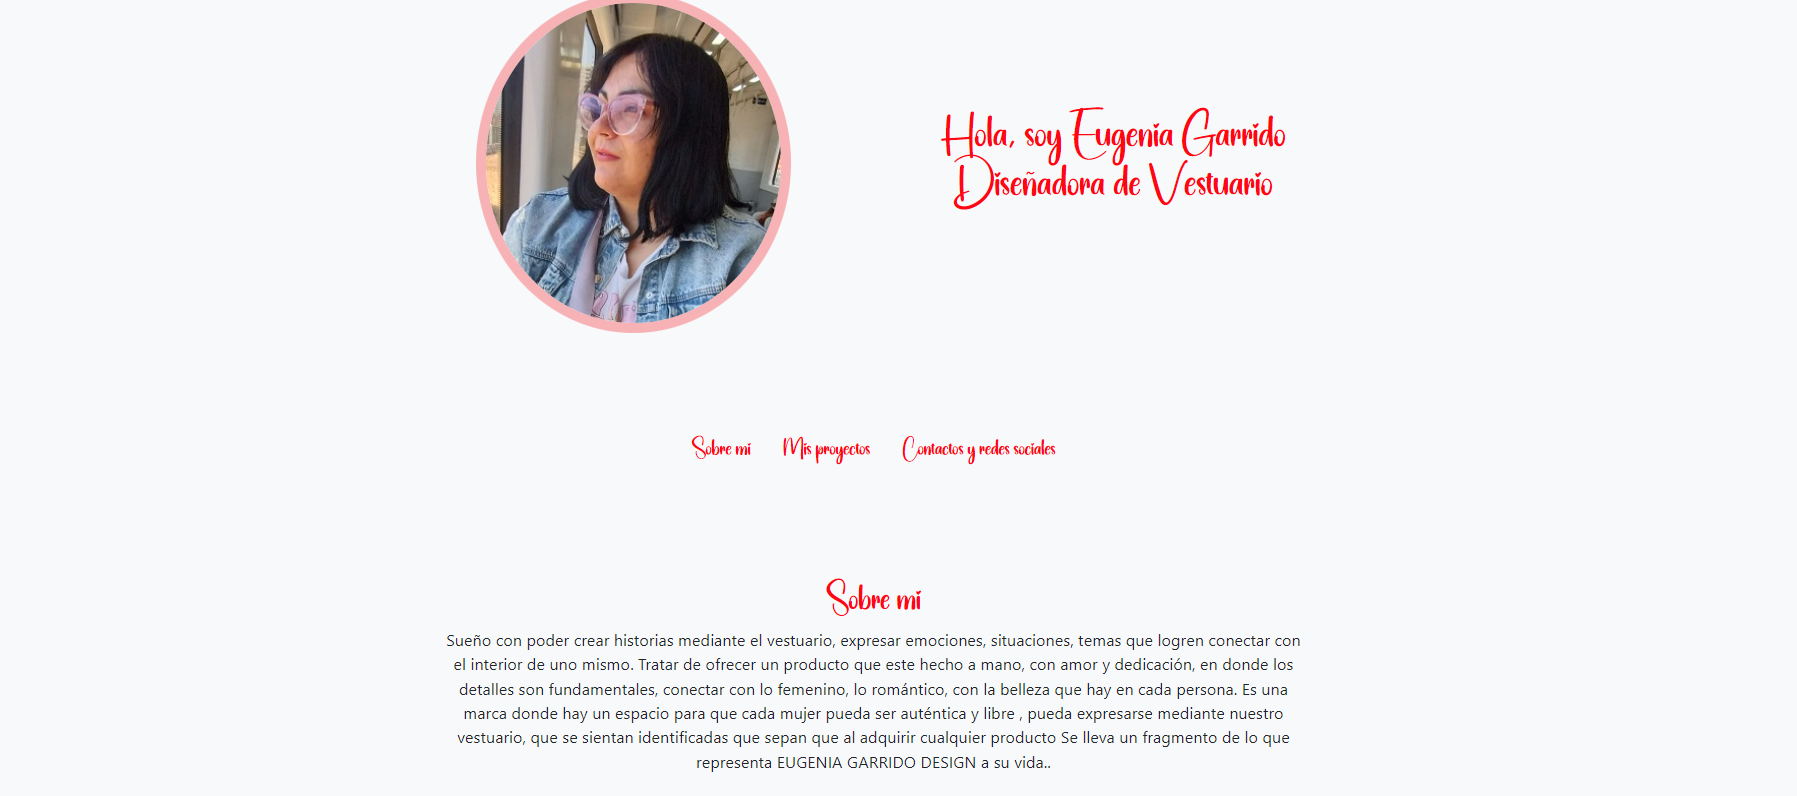 Hola, soy Eugenia Garrido
Diseñadora de Vestuario
Sobre mi
Mis proyectos
Contactos y redes sociales
Sobre mi
Sueño con poder crear historias mediante el vestuario, expresar emociones, situaciones, temas que logren conectar con
el interior de uno mismo. Tratar de ofrecer un producto que este hecho a mano, con amor y dedicación, en donde los
detalles son fundamentales, conectar con lo femenino, lo romántico, con la belleza que hay en cada persona. Es una
marca donde hay un espacio para que cada mujer pueda ser auténtica y libre , pueda expresarse mediante nuestro
vestuario, que se sientan identificadas que sepan que al adquirir cualquier producto Se lleva un fragmento de lo que
representa EUGENIA GARRIDO DESIGN a su vida..